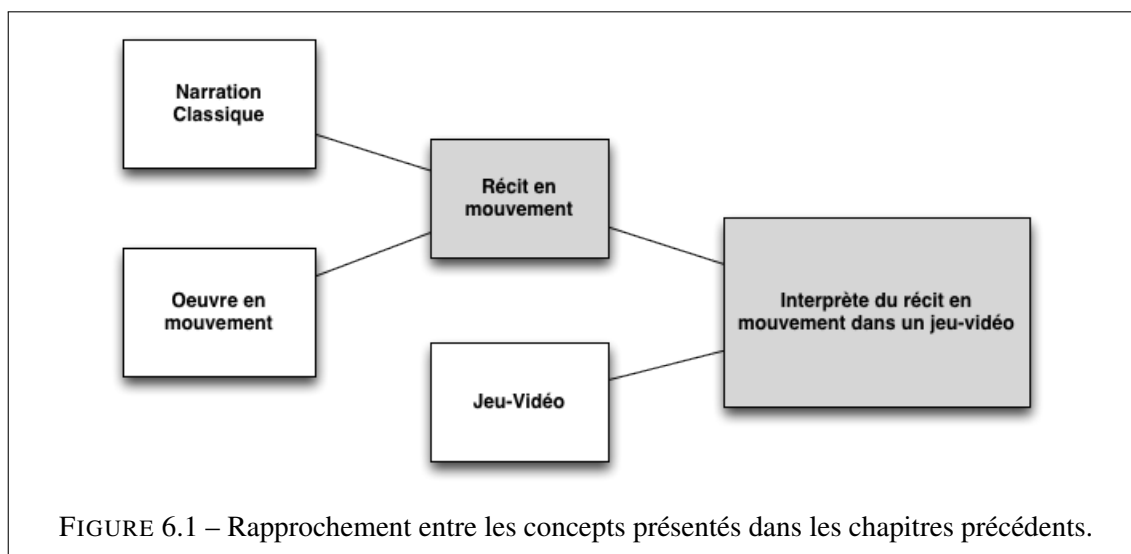 Narration
Classique
Récit en
mouvement
Oeuvre en
mouvement
Interprète du récit en
mouvement dans un jeu-vidéo
Jeu-Vidéo
FIGURE 6.1 – Rapprochement entre les concepts présentés dans les chapitres précédents.